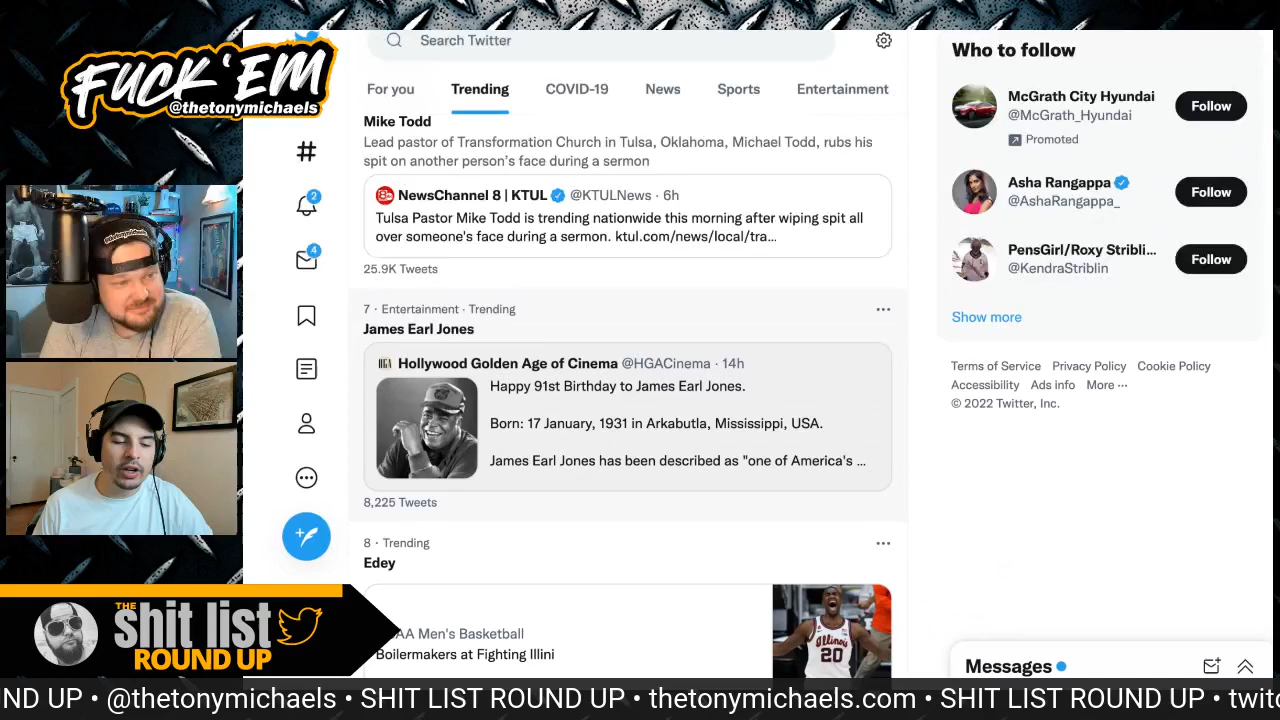 FUCK'EM
@thetonymichaels
Search Twitter
For you
Trending
COVID-19
News
Sports
Entertainment
Mike Todd
Lead pastor of Transformation Church in Tulsa, Oklahoma, Michael Todd, rubs his
spit on another person's face during a sermon
NewsChannel 8 | KTUL @KTULNews · 6h
Tulsa Pastor Mike Todd is trending nationwide this morning after wiping spit all
over someone's face during a sermon. ktul.com/news/local/tra...
25.9K Tweets
2
4
7 · Entertainment · Trending
James Earl Jones
Hollywood Golden Age of Cinema @HGACinema · 14h
Happy 91st Birthday to James Earl Jones.
Born: 17 January, 1931 in Arkabutla, Mississippi, USA.
James Earl Jones has been described as "one of America's ...
8,225 Tweets
8 · Trending
Edey
AA Men's Basketball
Boilermakers at Fighting Illini
Illinois
20
Who to follow
McGrath City Hyundai
@McGrath_Hyundai
Promoted
Follow
Asha Rangappa
@AshaRangappa_
Follow
PensGirl/Roxy Stribli...
@KendraStriblin
Follow
Show more
Terms of Service Privacy Policy Cookie Policy
Accessibility Ads info More ···
© 2022 Twitter, Inc.
Messages
THE
shit list
ROUND UP
ND UP • @thetonymichaels • SHIT LIST ROUND UP • thetonymichaels.com • SHIT LIST ROUND UP • twitc